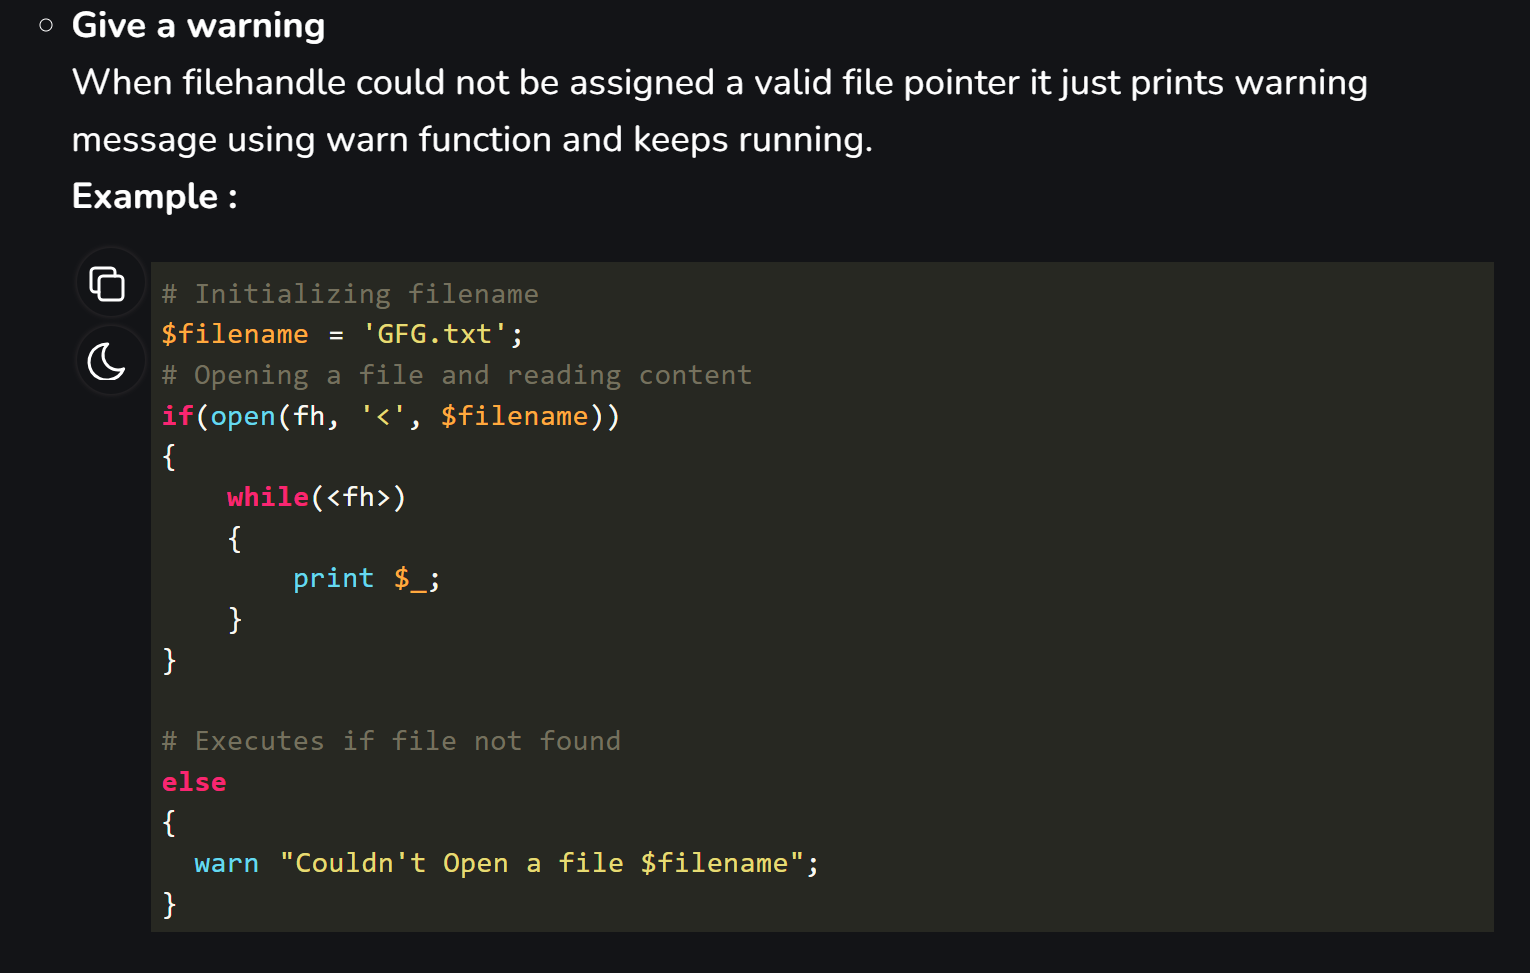 Give a warning
When filehandle could not be assigned a valid file pointer it just prints warning
message using warn function and keeps running.
Example :
# Initializing filename
$filename = 'GFG.txt';
# Opening a file and reading content
if(open(fh, '<', $filename))
{
    while(<fh>)
    {
        print $_;
    }
}

# Executes if file not found
else
{
  warn "Couldn't Open a file $filename";
}